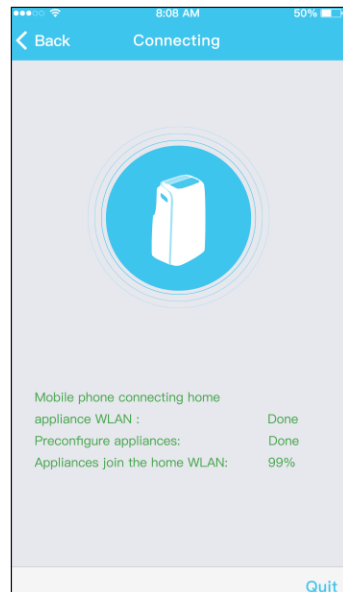 8:08 AM 50%
Back Connecting
Mobile phone connecting home
appliance WLAN : Done
Preconfigure appliances: Done
Appliances join the home WLAN: 99%
Quit